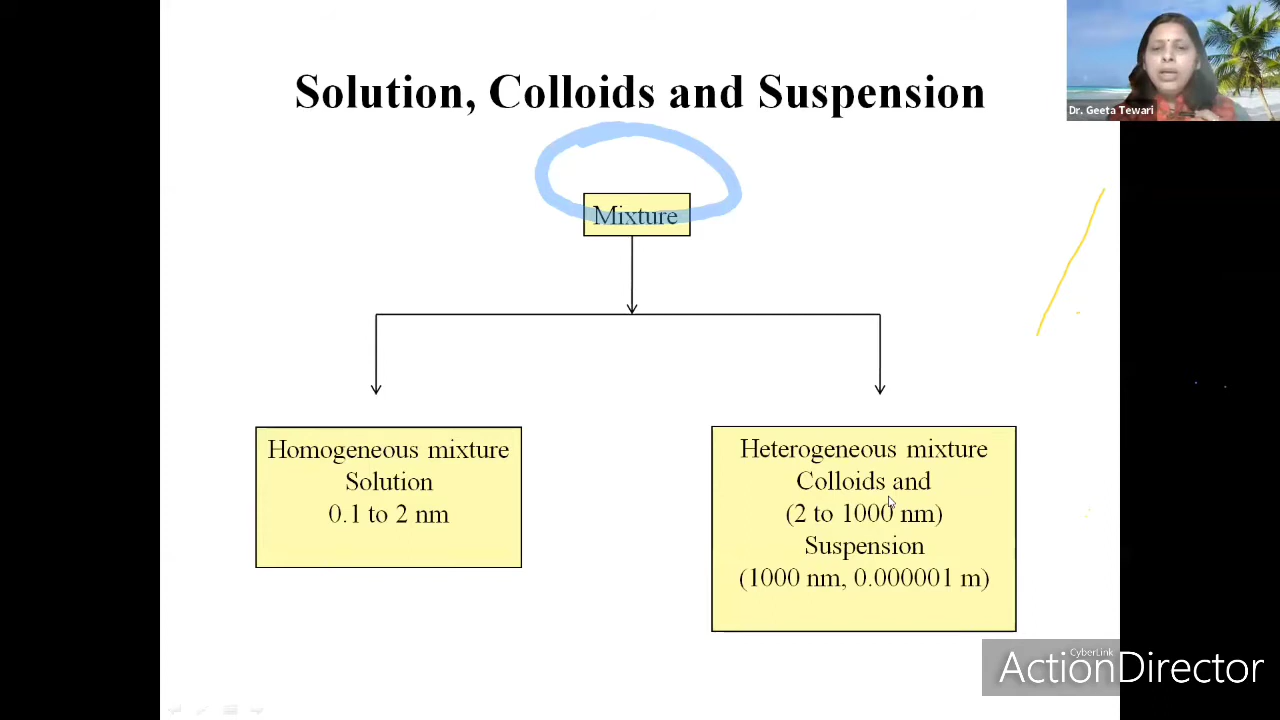 Solution, Colloids and Suspension
Dr. Geeta Tewari
Mixture
Homogeneous mixture
Solution
0.1 to 2 nm
Heterogeneous mixture
Colloids and
(2 to 1000 nm)
Suspension
(1000 nm, 0.000001 m)
CyberLink
ActionDirector